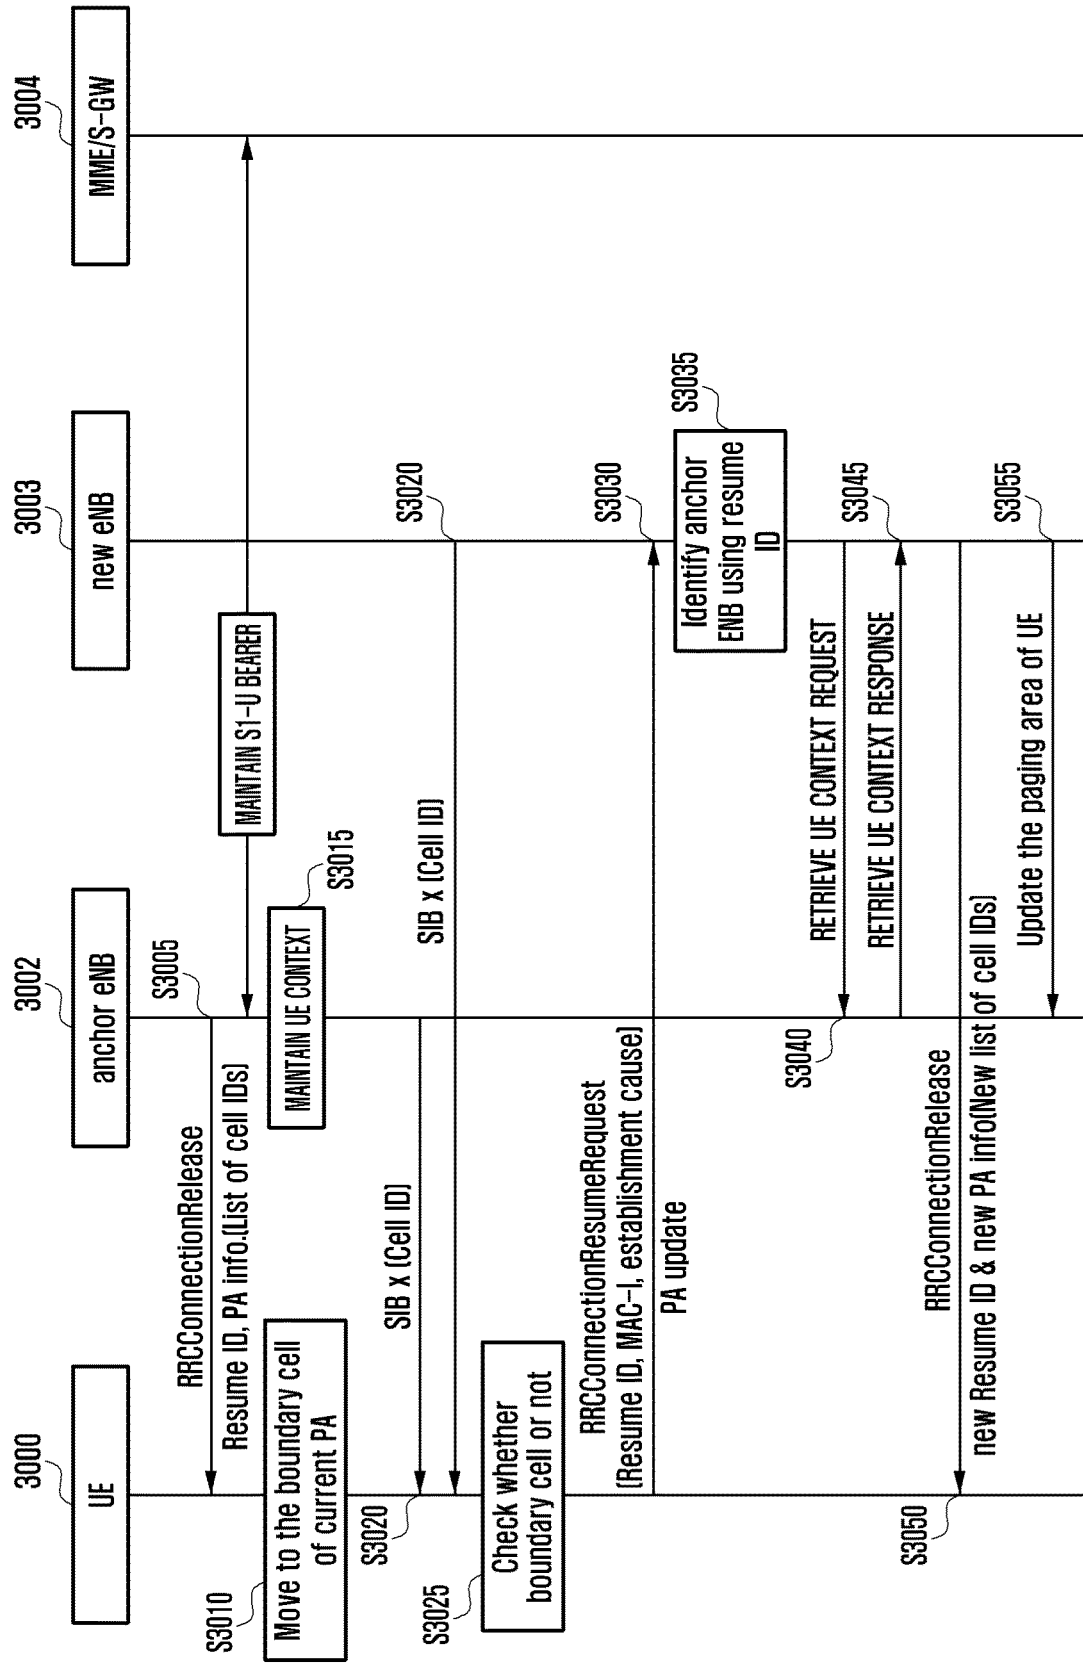 3000
UE
3002
anchor eNB
3003
new eNB
3004
MME/S-GW
S3005
RRCConnectionRelease
Resume ID, PA info.(List of cell IDs)
MAINTAIN S1-U BEARER
S3010
Move to the boundary cell
of current PA
MAINTAIN UE CONTEXT
S3015
S3020
SIB x (Cell ID)
SIB x (Cell ID)
S3020
S3025
Check whether
boundary cell or not
RRCConnectionResumeRequest
(Resume ID, MAC-I, establishment cause)
PA update
S3030
Identify anchor
ENB using resume
ID
S3035
S3040
RETRIEVE UE CONTEXT REQUEST
RETRIEVE UE CONTEXT RESPONSE
S3045
S3050
RRCConnectionRelease
new Resume ID & new PA info(New list of cell IDs)
Update the paging area of UE
S3055